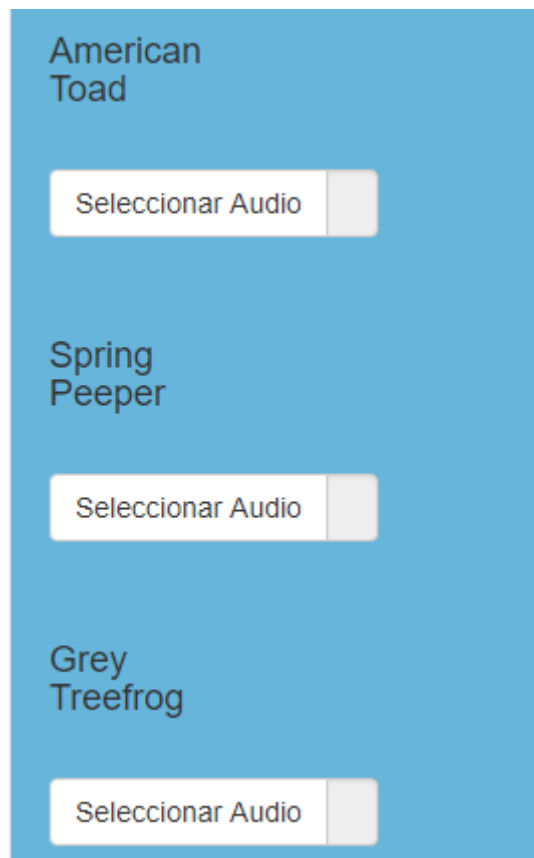 American
Toad
Seleccionar Audio
Spring
Peeper
Seleccionar Audio
Grey
Treefrog
Seleccionar Audio